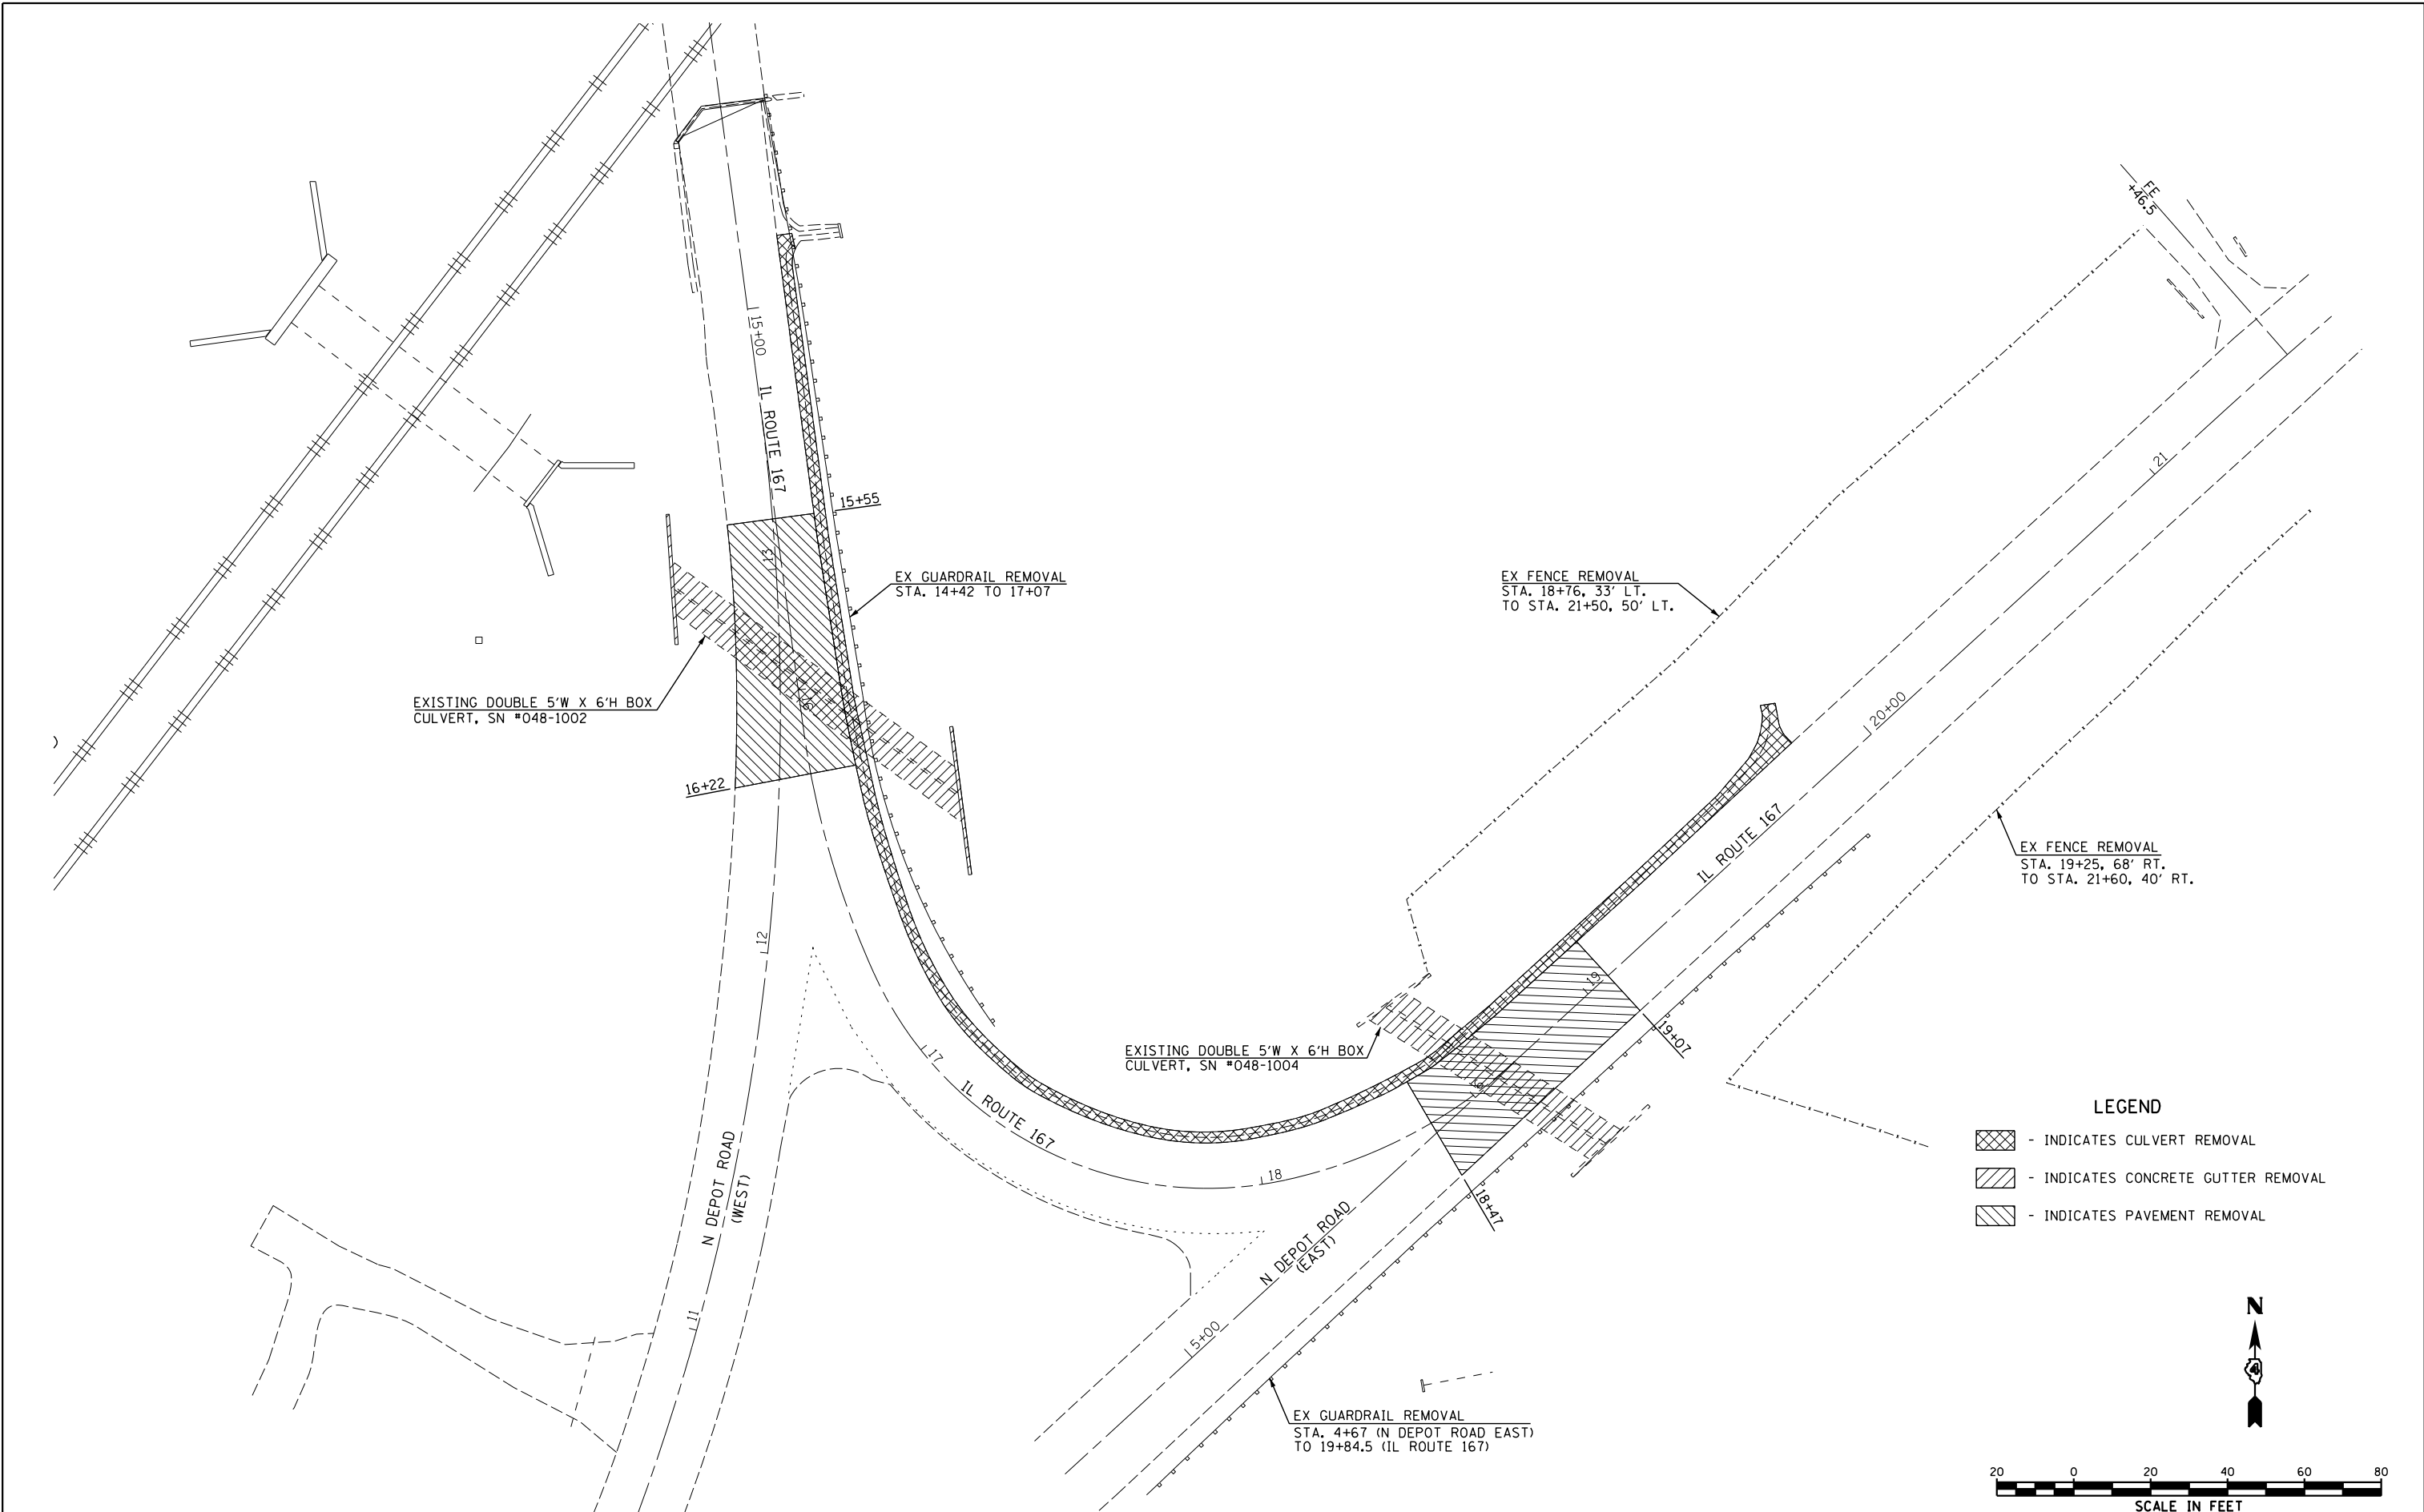 FE
+46.5
15+00
IL ROUTE 167
15+55
13
EX GUARDRAIL REMOVAL
STA. 14+42 TO 17+07
EX FENCE REMOVAL
STA. 18+76, 33' LT.
TO STA. 21+50, 50' LT.
21
EXISTING DOUBLE 5'W X 6'H BOX
CULVERT, SN #048-1002
16
20+00
16+22
IL ROUTE 167
EX FENCE REMOVAL
STA. 19+25, 68' RT.
TO STA. 21+60, 40' RT.
12
19
19+07
17
EXISTING DOUBLE 5'W X 6'H BOX
CULVERT, SN #048-1004
6
IL ROUTE 167
18
18+47
N DEPOT ROAD
(WEST)
N DEPOT ROAD
(EAST)
11
5+00
LEGEND
- INDICATES CULVERT REMOVAL
- INDICATES CONCRETE GUTTER REMOVAL
- INDICATES PAVEMENT REMOVAL
N
4
EX GUARDRAIL REMOVAL
STA. 4+67 (N DEPOT ROAD EAST)
TO 19+84.5 (IL ROUTE 167)
20 0 20 40 60 80
SCALE IN FEET